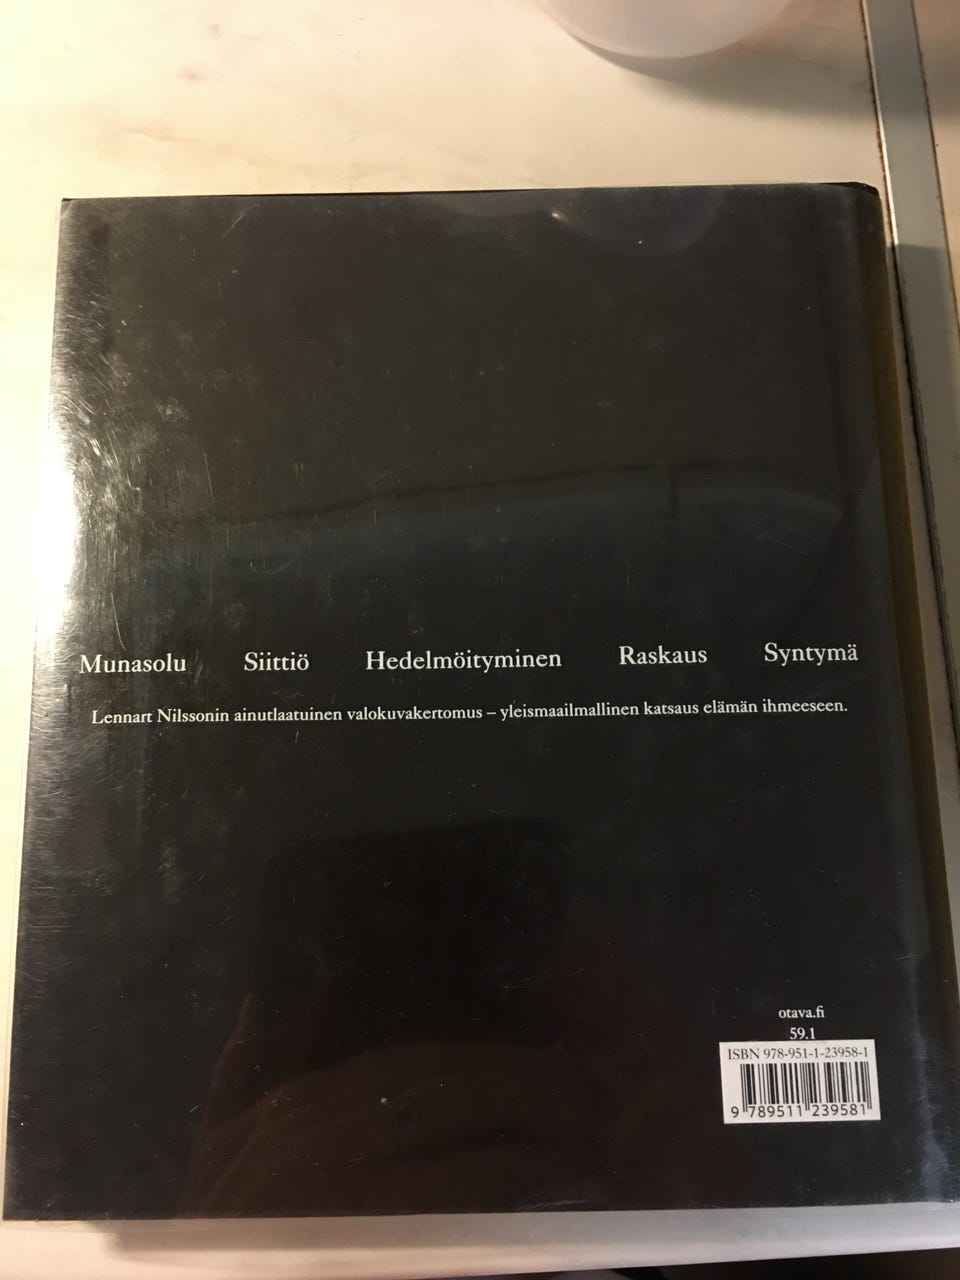 Munasolu Siittiö Hedelmöityminen Raskaus Syntymä
Lennart Nilssonin ainutlaatuinen valokuvakertomus – yleismaailmallinen katsaus elämän ihmeeseen.
otava.fi
59.1
ISBN 978-951-1-23958-1
9 789511 239581